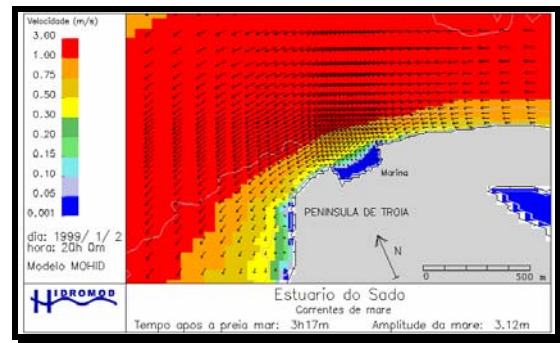 Velocidade (m/s)
3.00
1.00
0.75
0.50
0.30
0.20
0.15
0.10
0.05
0.001
dia: 1999/ 1/ 2
hora: 20h 0m
Modelo MOHID
Marina
PENINSULA DE TROIA
N
0
500 m
HIDROMOD
Estuario do Sado
Correntes de mare
Tempo apos a preia mar: 3h17m Amplitude da mare: 3.12m